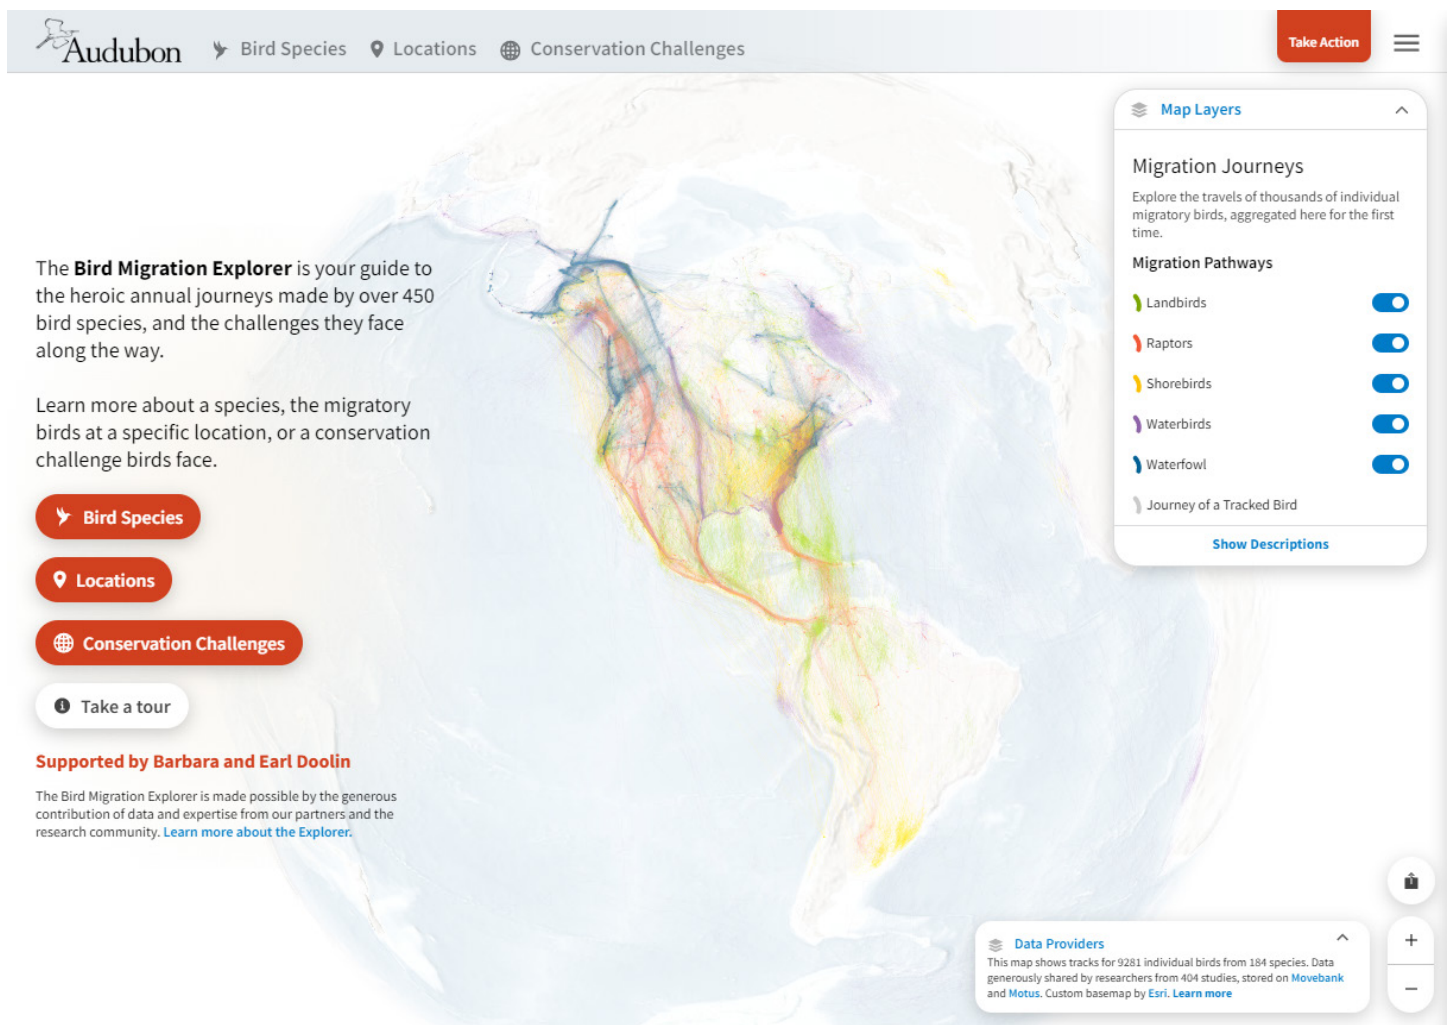 Audubon
Bird Species
Locations
Conservation Challenges
Take Action
The Bird Migration Explorer is your guide to
the heroic annual journeys made by over 450
bird species, and the challenges they face
along the way.
Learn more about a species, the migratory
birds at a specific location, or a conservation
challenge birds face.
Bird Species
Locations
Conservation Challenges
Take a tour
Supported by Barbara and Earl Doolin
The Bird Migration Explorer is made possible by the generous
contribution of data and expertise from our partners and the
research community. Learn more about the Explorer.
Map Layers
Migration Journeys
Explore the travels of thousands of individual
migratory birds, aggregated here for the first
time.
Migration Pathways
Landbirds
Raptors
Shorebirds
Waterbirds
Waterfowl
Journey of a Tracked Bird
Show Descriptions
Data Providers
This map shows tracks for 9281 individual birds from 184 species. Data
generously shared by researchers from 404 studies, stored on Movebank
and Motus. Custom basemap by Esri. Learn more
+
−